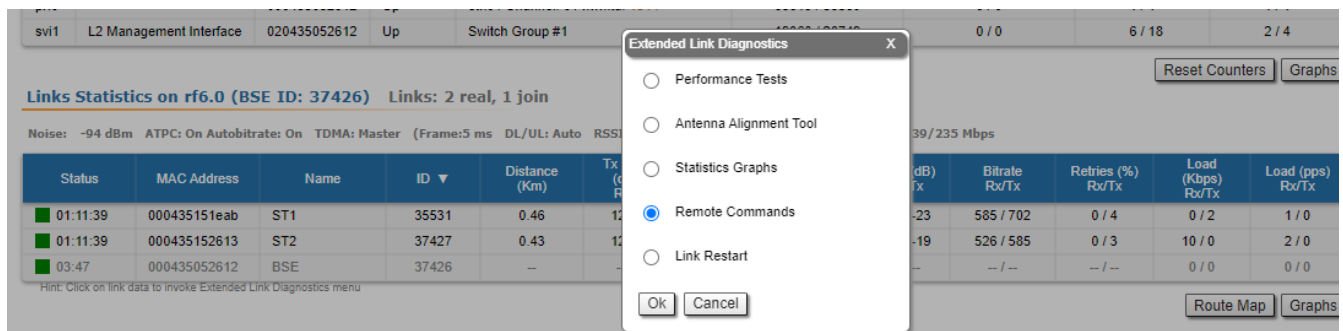 svi1 L2 Management Interface 020435052612 Up Switch Group #1 0 / 0 6 / 18 2 / 4
Reset Counters Graphs
Links Statistics on rf6.0 (BSE ID: 37426) Links: 2 real, 1 join
Noise: -94 dBm ATPC: On Autobitrate: On TDMA: Master (Frame:5 ms DL/UL: Auto 39/235 Mbps
Status MAC Address Name ID ▼ Distance (Km) Tx Bitrate Rx/Tx Retries (%) Rx/Tx Load (Kbps) Rx/Tx Load (pps) Rx/Tx
01:11:39 000435151eab ST1 35531 0.46 -23 585 / 702 0 / 4 0 / 2 1 / 0
01:11:39 000435152613 ST2 37427 0.43 -19 526 / 585 0 / 3 10 / 0 2 / 0
03:47 000435052612 BSE 37426 -- -- / -- -- / -- 0 / 0 0 / 0
Hint: Click on link data to invoke Extended Link Diagnostics menu
Route Map Graphs
Extended Link Diagnostics X
Performance Tests
Antenna Alignment Tool
Statistics Graphs
Remote Commands
Link Restart
Ok Cancel